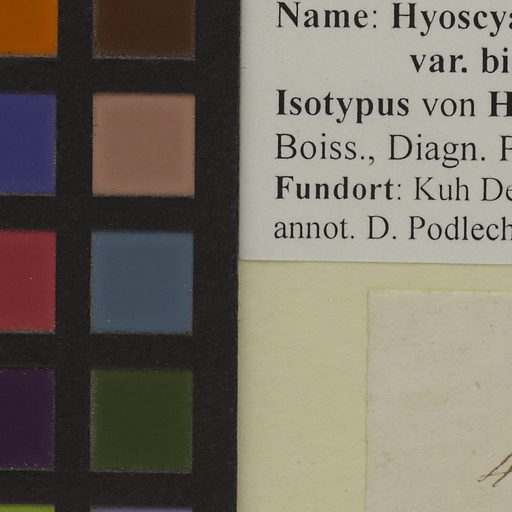 Name: Hyoscya
var. bi
Isotypus von H
Boiss., Diagn. P
Fundort: Kuh De
annot. D. Podlech